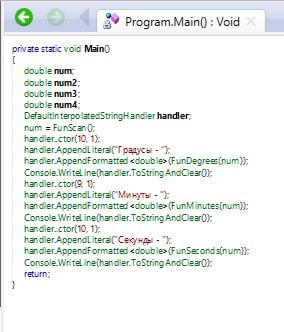 Program.Main() : Void
private static void Main()
{
double num;
double num2;
double num3;
double num4;
DefaultInterpolatedStringHandler handler;
num = FunScan();
handler..ctor(10, 1);
handler.AppendLiteral("Градусы - ");
handler.AppendFormatted<double>(FunDegrees(num));
Console.WriteLine(handler.ToStringAndClear());
handler..ctor(9, 1);
handler.AppendLiteral("Минуты - ");
handler.AppendFormatted<double>(FunMinutes(num));
Console.WriteLine(handler.ToStringAndClear());
handler..ctor(10, 1);
handler.AppendLiteral("Секунды - ");
handler.AppendFormatted<double>(FunSeconds(num));
Console.WriteLine(handler.ToStringAndClear());
return;
}